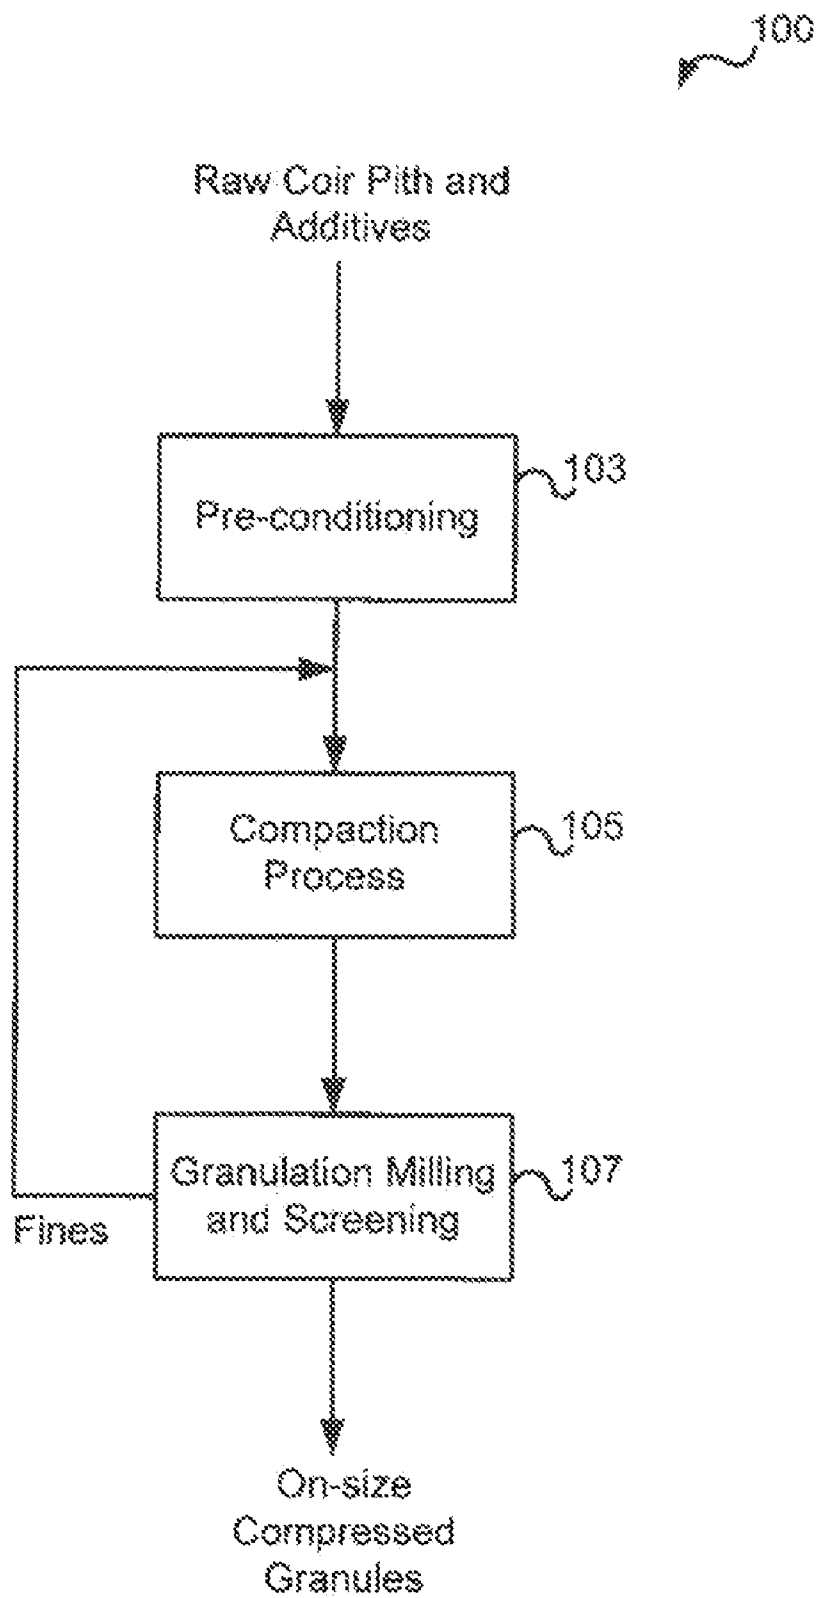 100
Raw Coir Pith and
Additives
103
Pre-conditioning
Compaction
Process
105
Granulation Milling
and Screening
107
Fines
On-size
Compressed
Granules